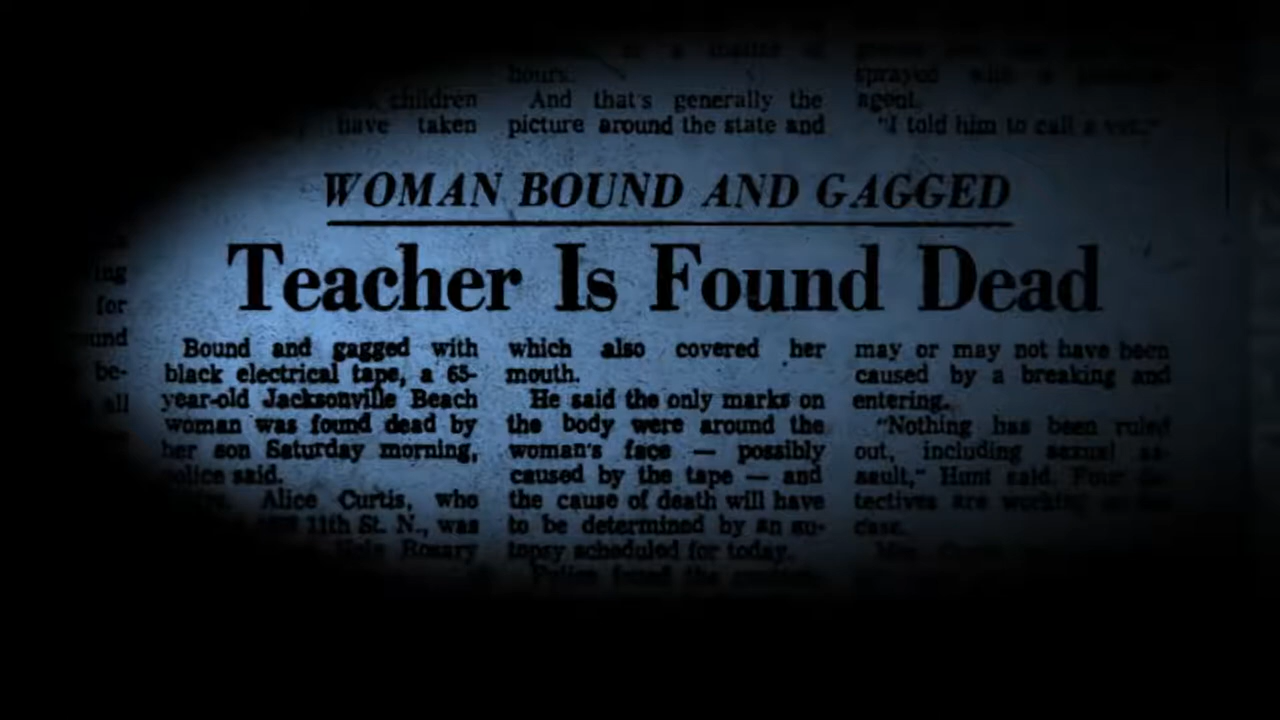 hours.
children
And that's generally the
have taken
picture around the state and
sprayed with a
agent.
"I told him to call a vet."
WOMAN BOUND AND GAGGED
Teacher Is Found Dead
ing
for
be-
all
Bound and gagged with
black electrical tape, a 65-
year-old Jacksonville Beach
woman was found dead by
her son Saturday morning,
police said.
Alice Curtis, who
11th St. N., was
Rosary
which also covered her
mouth.
He said the only marks on
the body were around the
woman's face — possibly
caused by the tape — and
the cause of death will have
to be determined by an au-
topsy scheduled for today.
may or may not have been
caused by a breaking and
entering.
"Nothing has been ruled
out, including sexual as-
sault," Hunt said. Four de-
tectives are working on the
case.